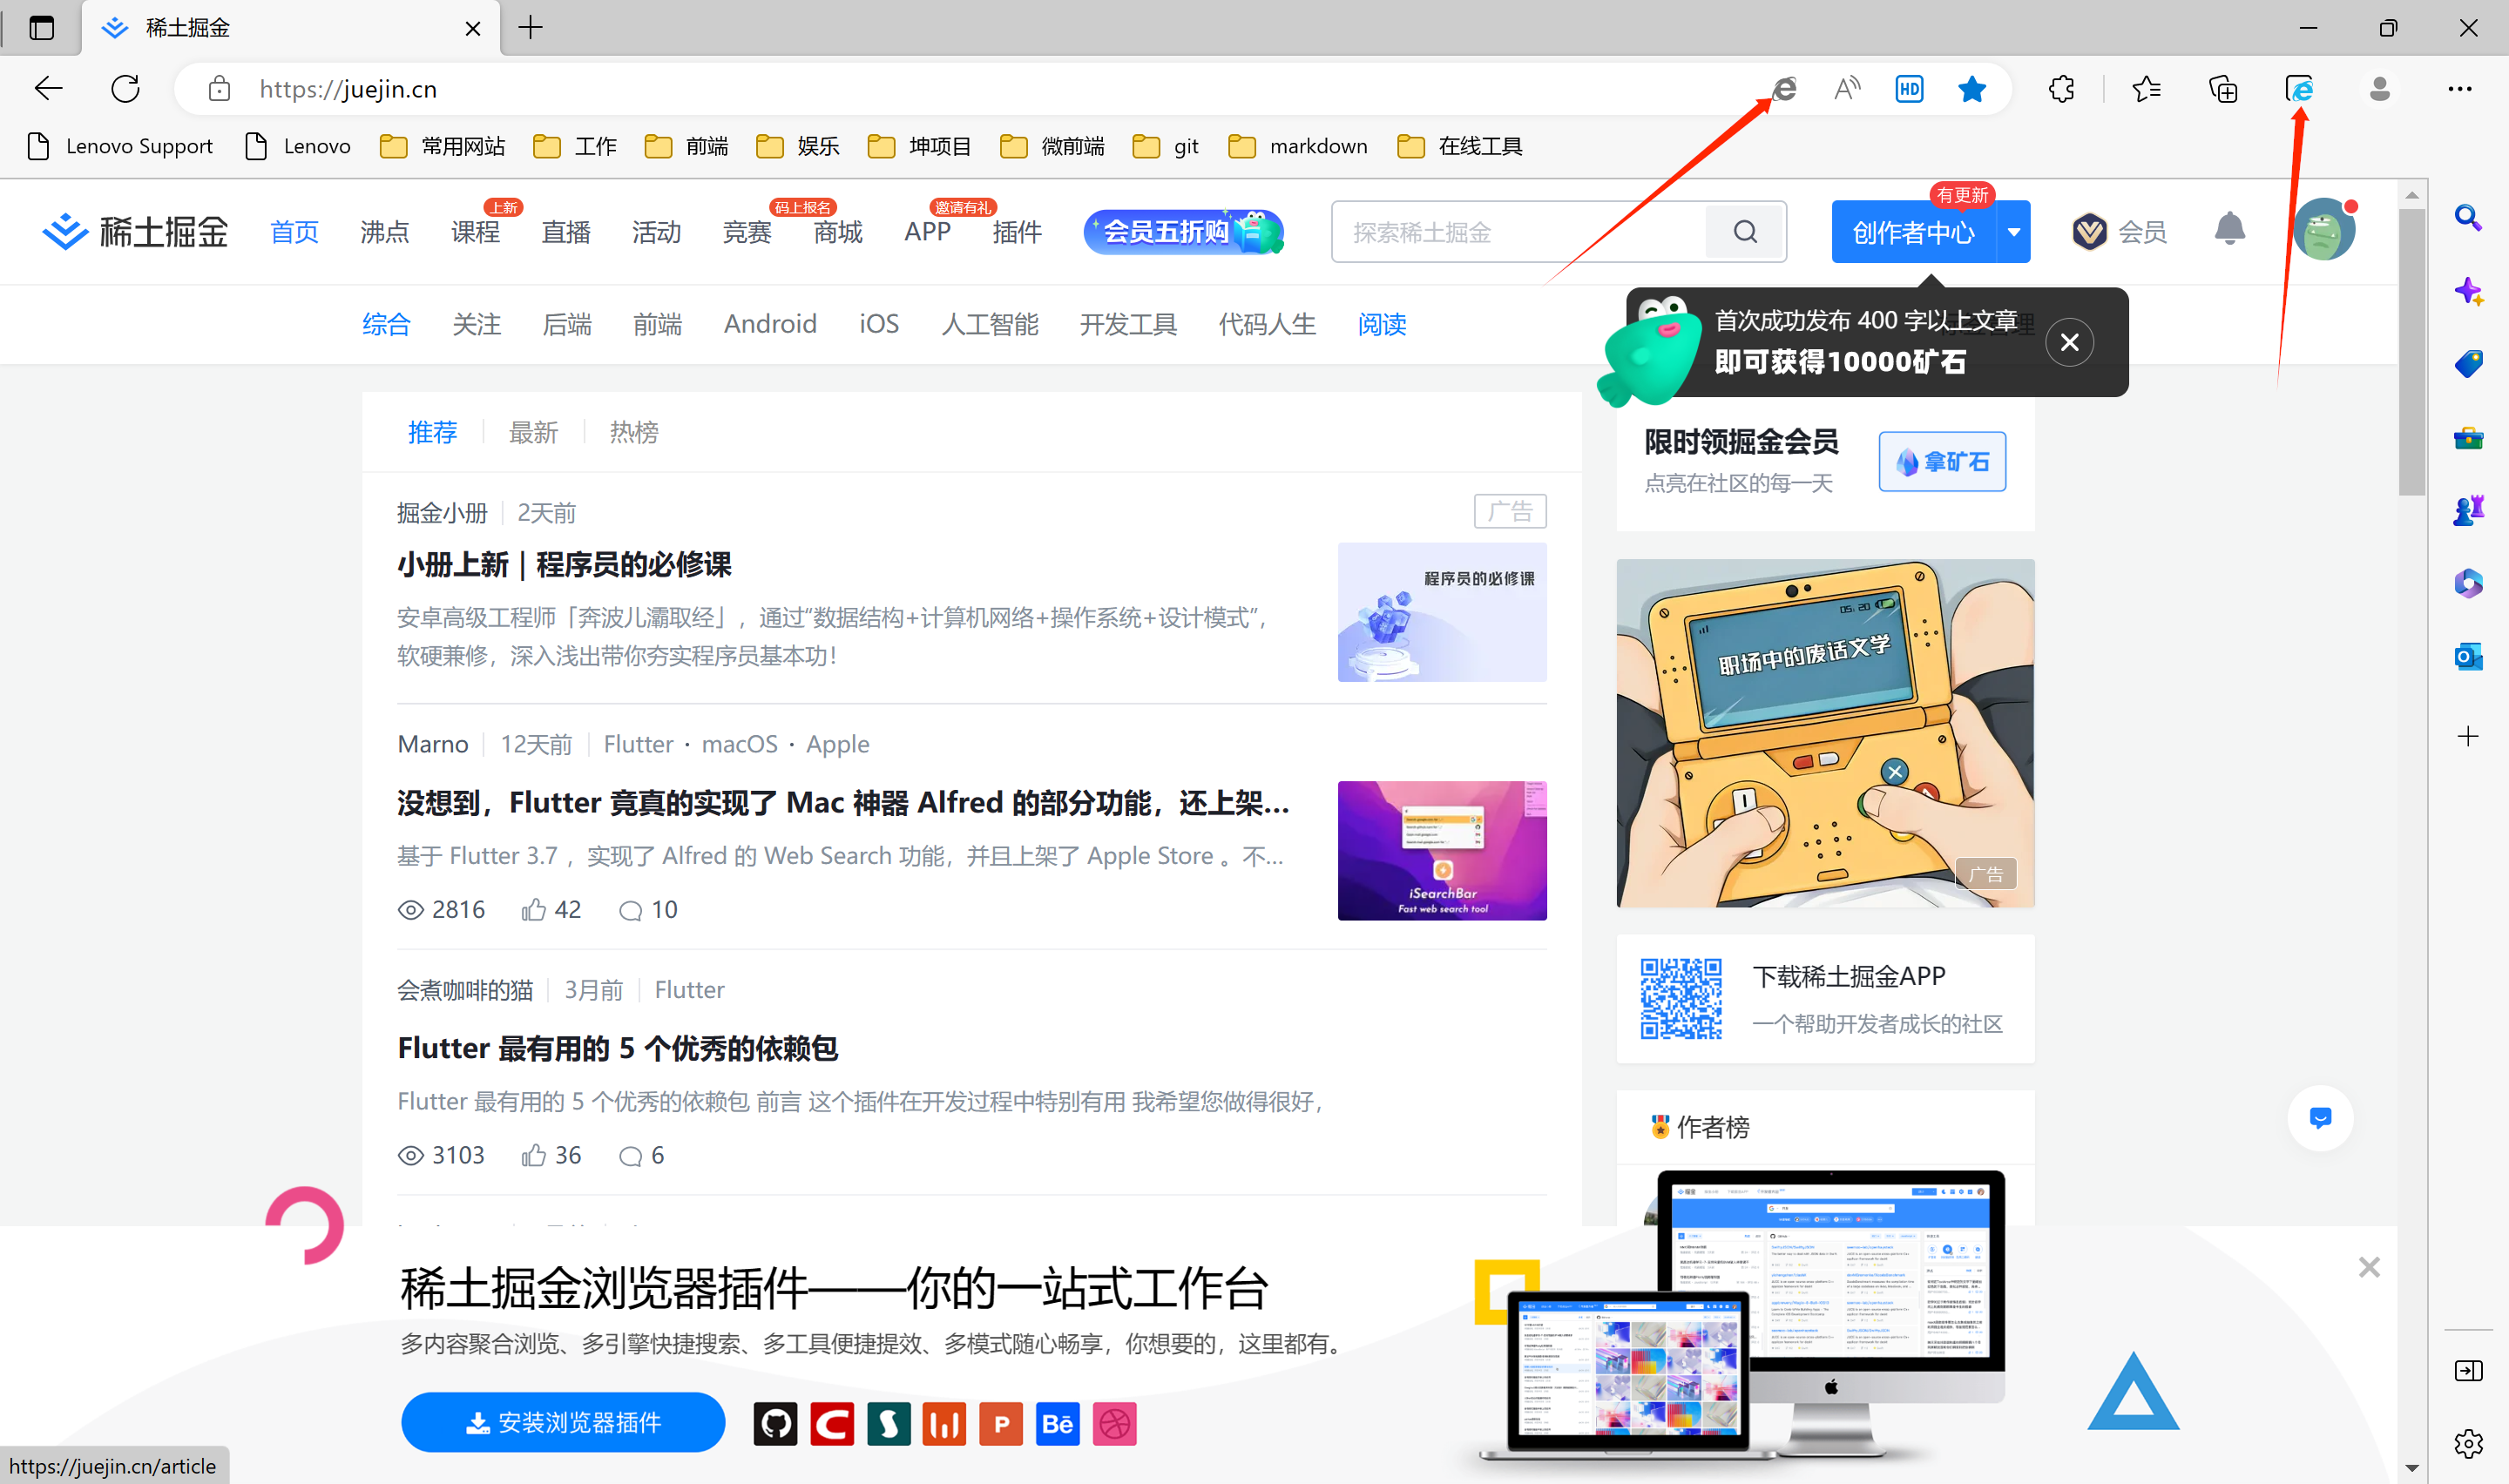 稀土掘金
https://juejin.cn
HD
Lenovo Support
Lenovo
常用网站
工作
前端
娱乐
坤项目
微前端
git
markdown
在线工具
稀土掘金
首页
沸点
课程
上新
直播
活动
竞赛
码上报名
商城
APP
邀请有礼
插件
会员五折购
探索稀土掘金
创作者中心
有更新
会员
综合
关注
后端
前端
Android
iOS
人工智能
开发工具
代码人生
阅读
首次成功发布 400 字以上文章
即可获得10000矿石
推荐
最新
热榜
限时领掘金会员
点亮在社区的每一天
拿矿石
掘金小册
2天前
广告
小册上新 | 程序员的必修课
安卓高级工程师「奔波儿灞取经」，通过“数据结构+计算机网络+操作系统+设计模式”，
软硬兼修，深入浅出带你夯实程序员基本功！
程序员的必修课
05:20
职场中的废话文学
广告
Marno
12天前
Flutter · macOS · Apple
没想到，Flutter 竟真的实现了 Mac 神器 Alfred 的部分功能，还上架...
基于 Flutter 3.7 ，实现了 Alfred 的 Web Search 功能，并且上架了 Apple Store 。不...
2816
42
10
iSearchBar
Fast web search tool
下载稀土掘金APP
一个帮助开发者成长的社区
会煮咖啡的猫
3月前
Flutter
Flutter 最有用的 5 个优秀的依赖包
Flutter 最有用的 5 个优秀的依赖包 前言 这个插件在开发过程中特别有用 我希望您做得很好，
3103
36
6
作者榜
稀土掘金浏览器插件——你的一站式工作台
多内容聚合浏览、多引擎快捷搜索、多工具便捷提效、多模式随心畅享，你想要的，这里都有。
安装浏览器插件
P
Bē
https://juejin.cn/article